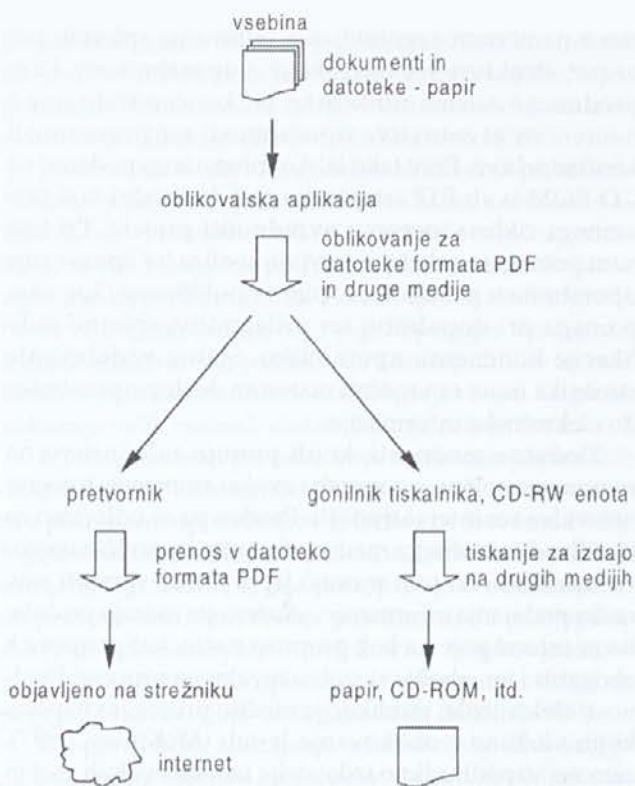 vsebina
dokumenti in
datoteke - papir
oblikovalska aplikacija
oblikovanje za
datoteke formata PDF
in druge medije
pretvornik
gonilnik tiskalnika, CD-RW enota
prenos v datoteko
formata PDF
tiskanje za izdajo
na drugih medijih
objavljeno na strežniku
papir, CD-ROM, itd.
internet